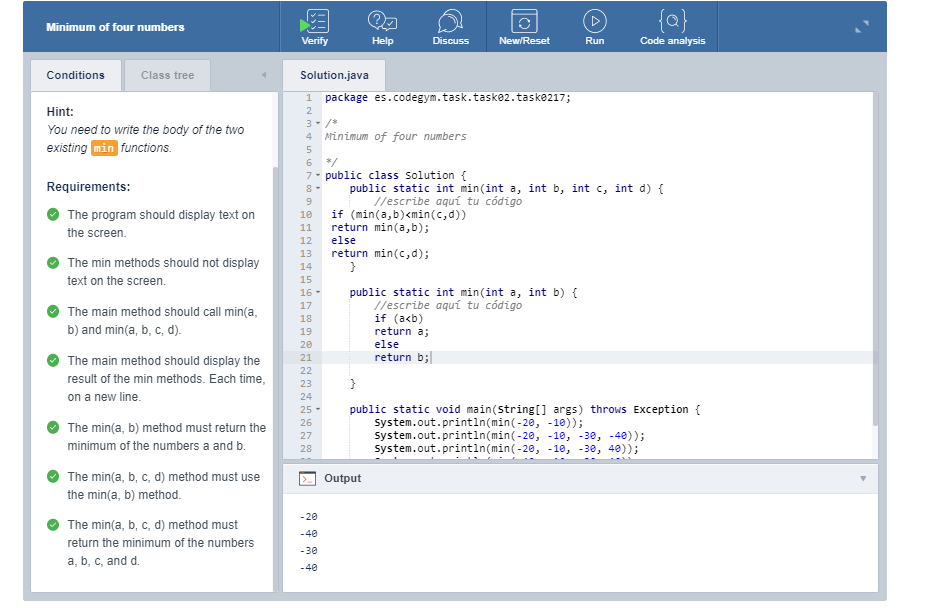 Minimum of four numbers
Verify
Help
Discuss
New/Reset
Run
Code analysis
Conditions
Class tree
Hint:
You need to write the body of the two
existing min functions.
Requirements:
The program should display text on
the screen.
The min methods should not display
text on the screen.
The main method should call min(a,
b) and min(a, b, c, d).
The main method should display the
result of the min methods. Each time,
on a new line.
The min(a, b) method must return the
minimum of the numbers a and b.
The min(a, b, c, d) method must use
the min(a, b) method.
The min(a, b, c, d) method must
return the minimum of the numbers
a, b, c, and d.
Solution.java
1 package es.codegym.task.task02.task0217;
2
3 /*
4 Minimum of four numbers
5
6 */
7 public class Solution {
8 public static int min(int a, int b, int c, int d) {
9 //escribe aquí tu código
10 if (min(a,b)<min(c,d))
11 return min(a,b);
12 else
13 return min(c,d);
14 }
15
16 public static int min(int a, int b) {
17 //escribe aquí tu código
18 if (a<b)
19 return a;
20 else
21 return b;
22
23 }
24
25 public static void main(String[] args) throws Exception {
26 System.out.println(min(-20, -10));
27 System.out.println(min(-20, -10, -30, -40));
28 System.out.println(min(-20, -10, -30, 40));
Output
-20
-40
-30
-40